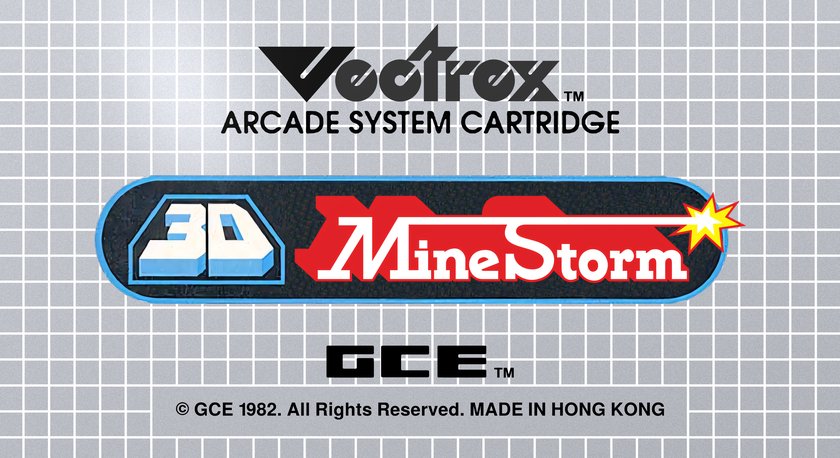 Vectrex™
ARCADE SYSTEM CARTRIDGE
3D MineStorm
GCE™
© GCE 1982. All Rights Reserved. MADE IN HONG KONG